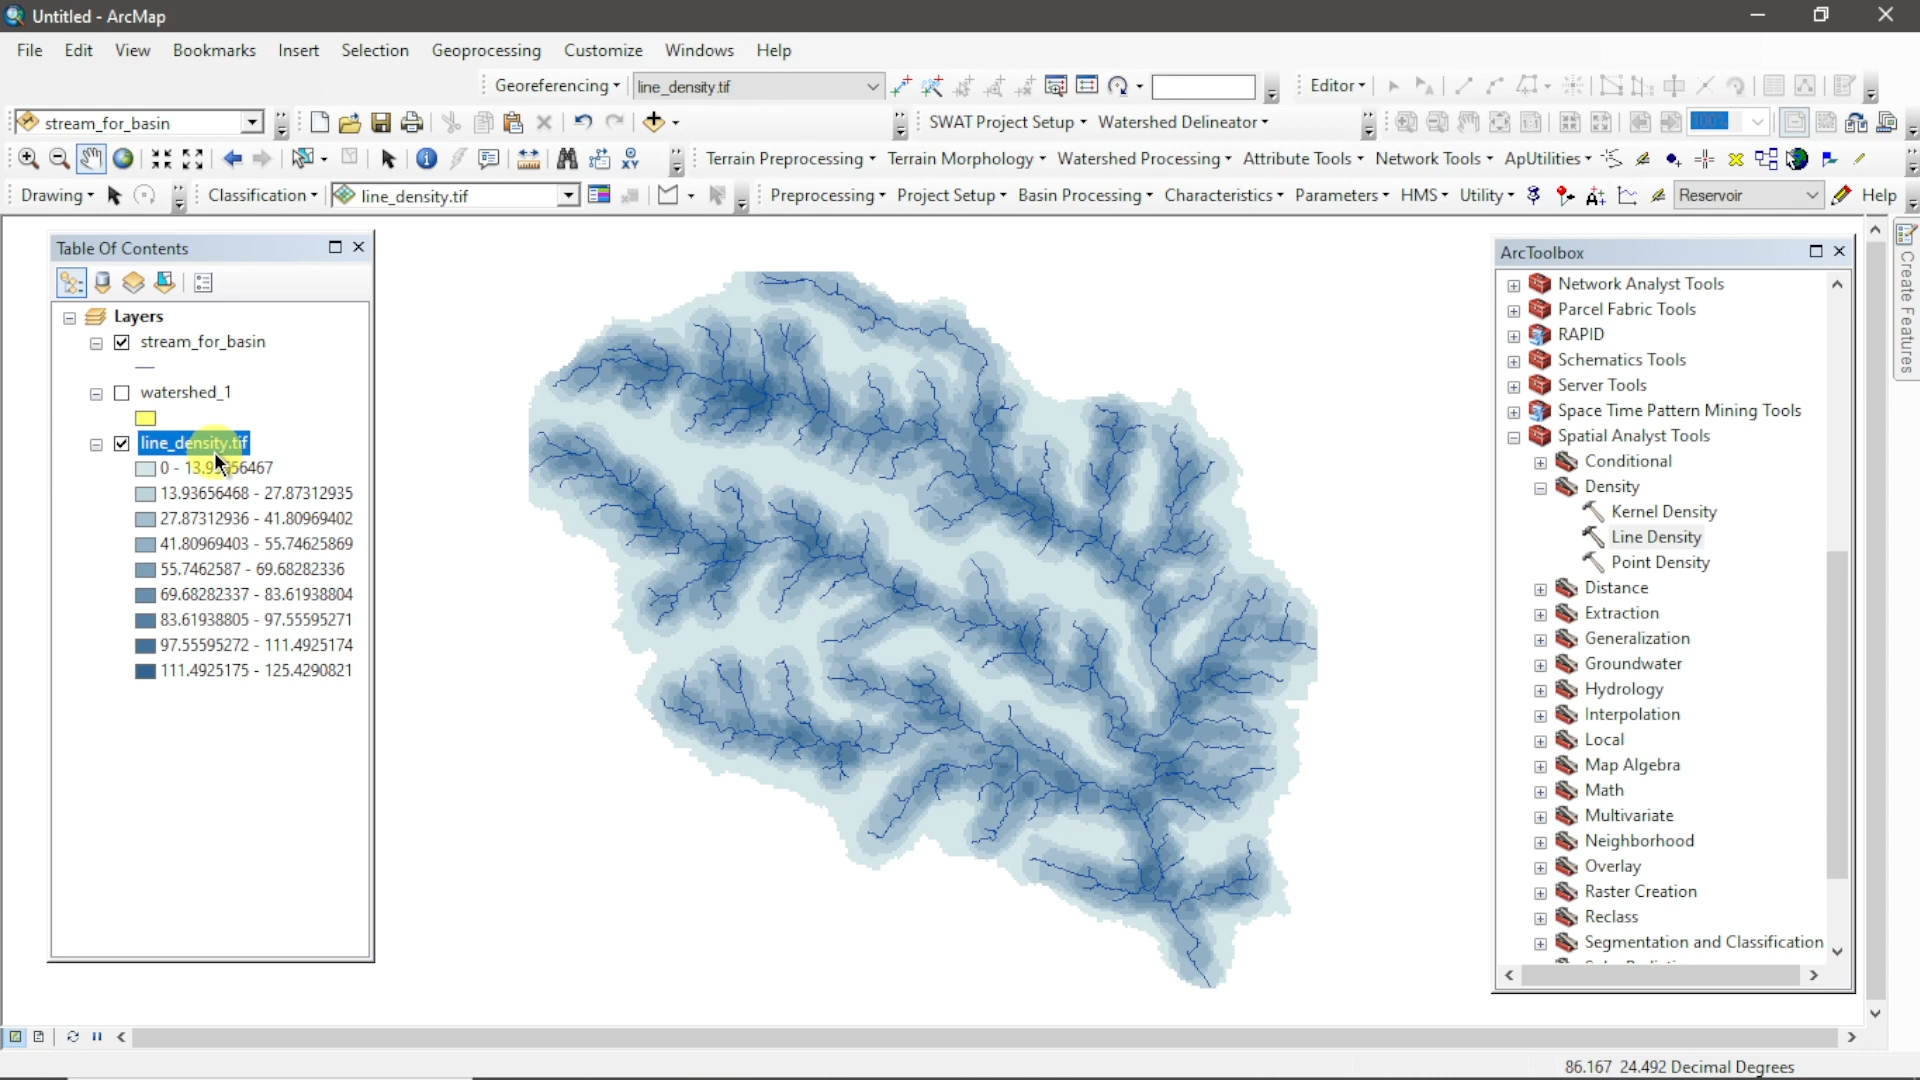 Untitled - ArcMap
File Edit View Bookmarks Insert Selection Geoprocessing Customize Windows Help
Georeferencing line_density.tif Editor
stream_for_basin SWAT Project Setup Watershed Delineator 100%
Terrain Preprocessing Terrain Morphology Watershed Processing Attribute Tools Network Tools ApUtilities
Drawing Classification line_density.tif Preprocessing Project Setup Basin Processing Characteristics Parameters HMS Utility Reservoir Help
Table Of Contents
Layers
stream_for_basin
watershed_1
line_density.tif
0 - 13.93656467
13.93656468 - 27.87312935
27.87312936 - 41.80969402
41.80969403 - 55.74625869
55.7462587 - 69.68282336
69.68282337 - 83.61938804
83.61938805 - 97.55595271
97.55595272 - 111.4925174
111.4925175 - 125.4290821
ArcToolbox
Network Analyst Tools
Parcel Fabric Tools
RAPID
Schematics Tools
Server Tools
Space Time Pattern Mining Tools
Spatial Analyst Tools
Conditional
Density
Kernel Density
Line Density
Point Density
Distance
Extraction
Generalization
Groundwater
Hydrology
Interpolation
Local
Map Algebra
Math
Multivariate
Neighborhood
Overlay
Raster Creation
Reclass
Segmentation and Classification
Create Features
86.167 24.492 Decimal Degrees